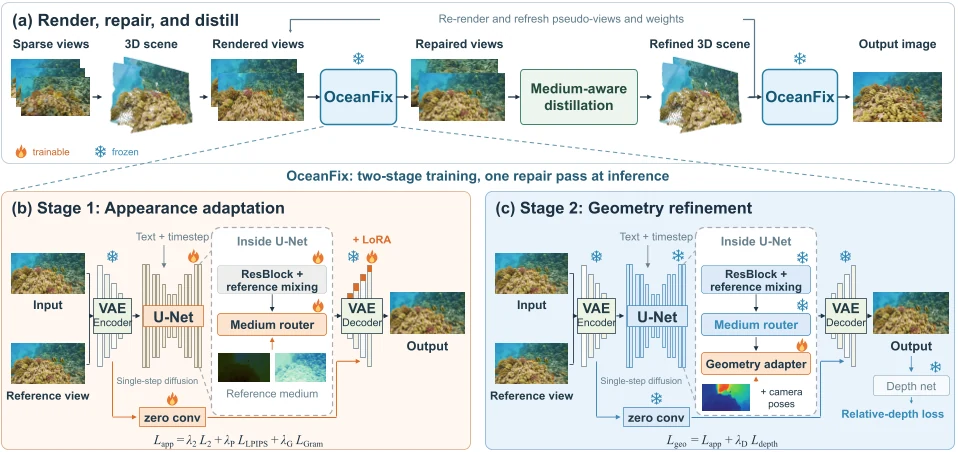 (a) Render, repair, and distill
Re-render and refresh pseudo-views and weights
Sparse views
3D scene
Rendered views
Repaired views
Refined 3D scene
Output image
OceanFix
Medium-aware
distillation
OceanFix
trainable
frozen
OceanFix: two-stage training, one repair pass at inference
(b) Stage 1: Appearance adaptation
Text + timestep
Inside U-Net
+ LoRA
ResBlock +
reference mixing
Input
VAE
Encoder
U-Net
Medium router
VAE
Decoder
Output
Reference view
Single-step diffusion
Reference medium
zero conv
L_app = λ_2 L_2 + λ_P L_LPIPS + λ_G L_Gram
(c) Stage 2: Geometry refinement
Text + timestep
Inside U-Net
ResBlock +
reference mixing
Input
VAE
Encoder
U-Net
Medium router
VAE
Decoder
Output
Geometry adapter
Reference view
Single-step diffusion
+ camera
poses
Depth net
zero conv
Relative-depth loss
L_geo = L_app + λ_D L_depth